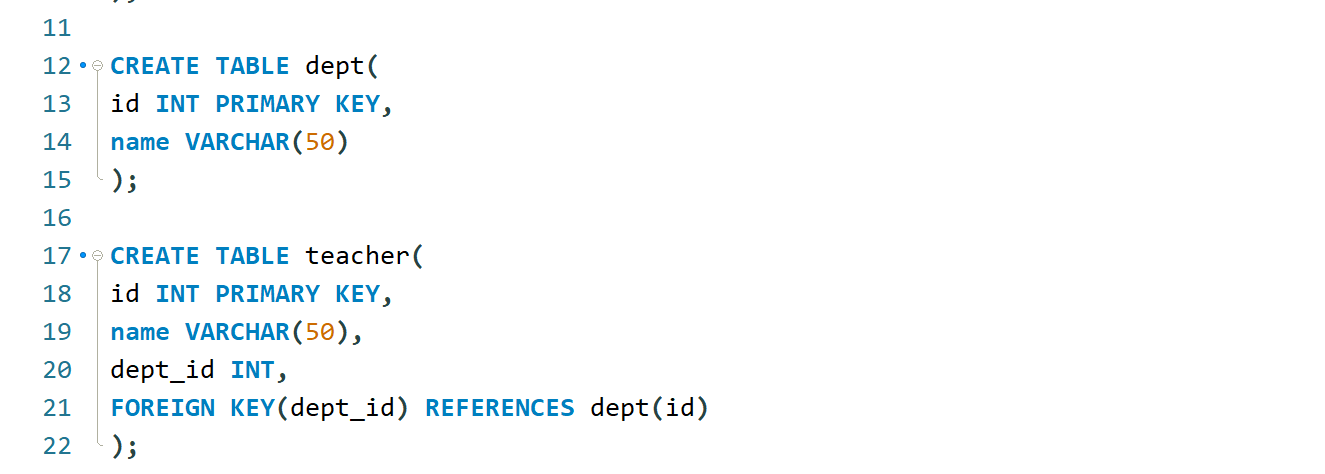 11
12 CREATE TABLE dept(
13 id INT PRIMARY KEY,
14 name VARCHAR(50)
15 );
16
17 CREATE TABLE teacher(
18 id INT PRIMARY KEY,
19 name VARCHAR(50),
20 dept_id INT,
21 FOREIGN KEY(dept_id) REFERENCES dept(id)
22 );